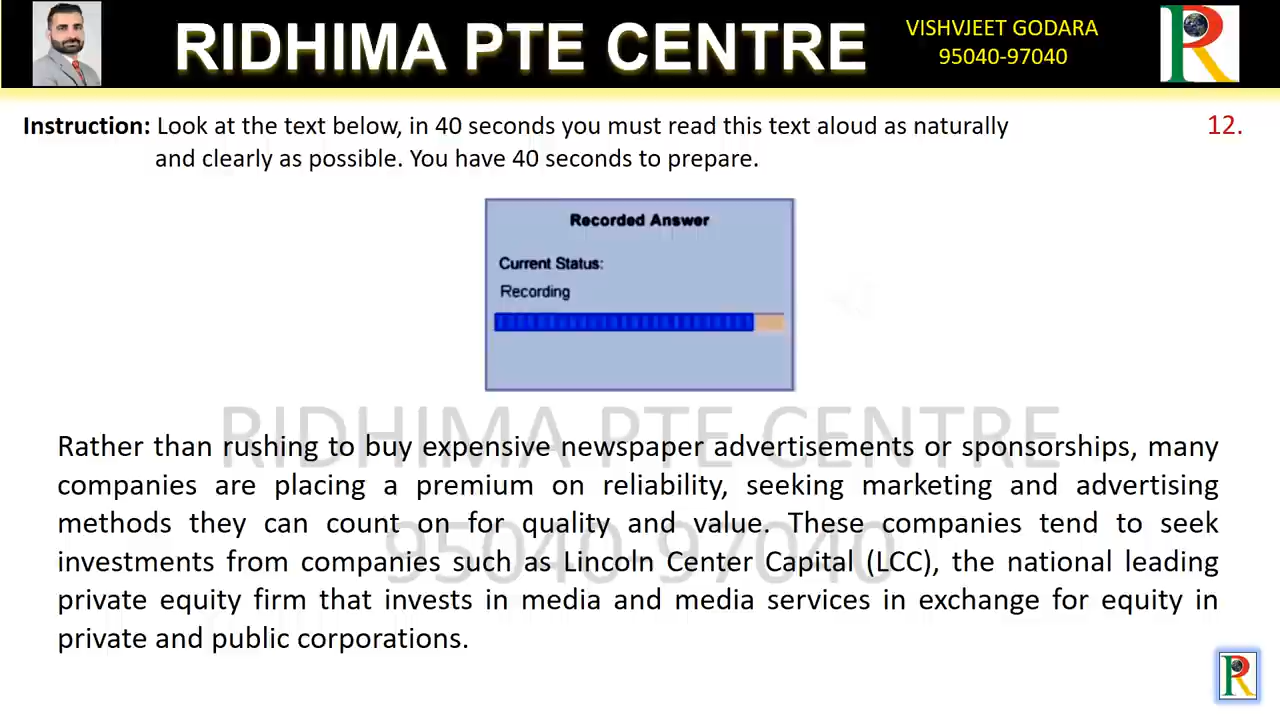 RIDHIMA PTE CENTRE
VISHVJEET GODARA
95040-97040
Instruction: Look at the text below, in 40 seconds you must read this text aloud as naturally
and clearly as possible. You have 40 seconds to prepare.
12.
Recorded Answer
Current Status:
Recording
RIDHIMA PTE CENTRE
95040-97040
Rather than rushing to buy expensive newspaper advertisements or sponsorships, many
companies are placing a premium on reliability, seeking marketing and advertising
methods they can count on for quality and value. These companies tend to seek
investments from companies such as Lincoln Center Capital (LCC), the national leading
private equity firm that invests in media and media services in exchange for equity in
private and public corporations.